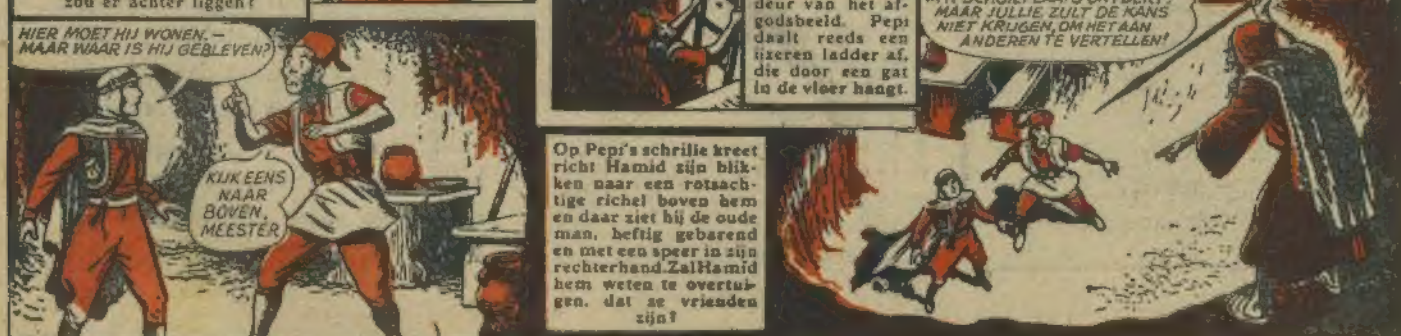 zou er achter liggen?
HIER MOET HIJ WONEN. —
MAAR WAAR IS HIJ GEBLEVEN?
KIJK EENS
NAAR
BOVEN,
MEESTER
deur van het af-
godsbeeld. Pepi
daalt reeds een
ijzeren ladder af,
die door een gat
in de vloer hangt.
Op Pepi's schrille kreet
richt Hamid zijn blik-
ken naar een rotsach-
tige richel boven hem
en daar ziet hij de oude
man, heftig gebarend
en met een speer in zijn
rechterhand. Zal Hamid
hem weten te overtui-
gen, dat ze vrienden
zijn?
MAAR JULLIE ZULT DE KANS
NIET KRIJGEN, OM HET AAN
ANDEREN TE VERTELLEN!